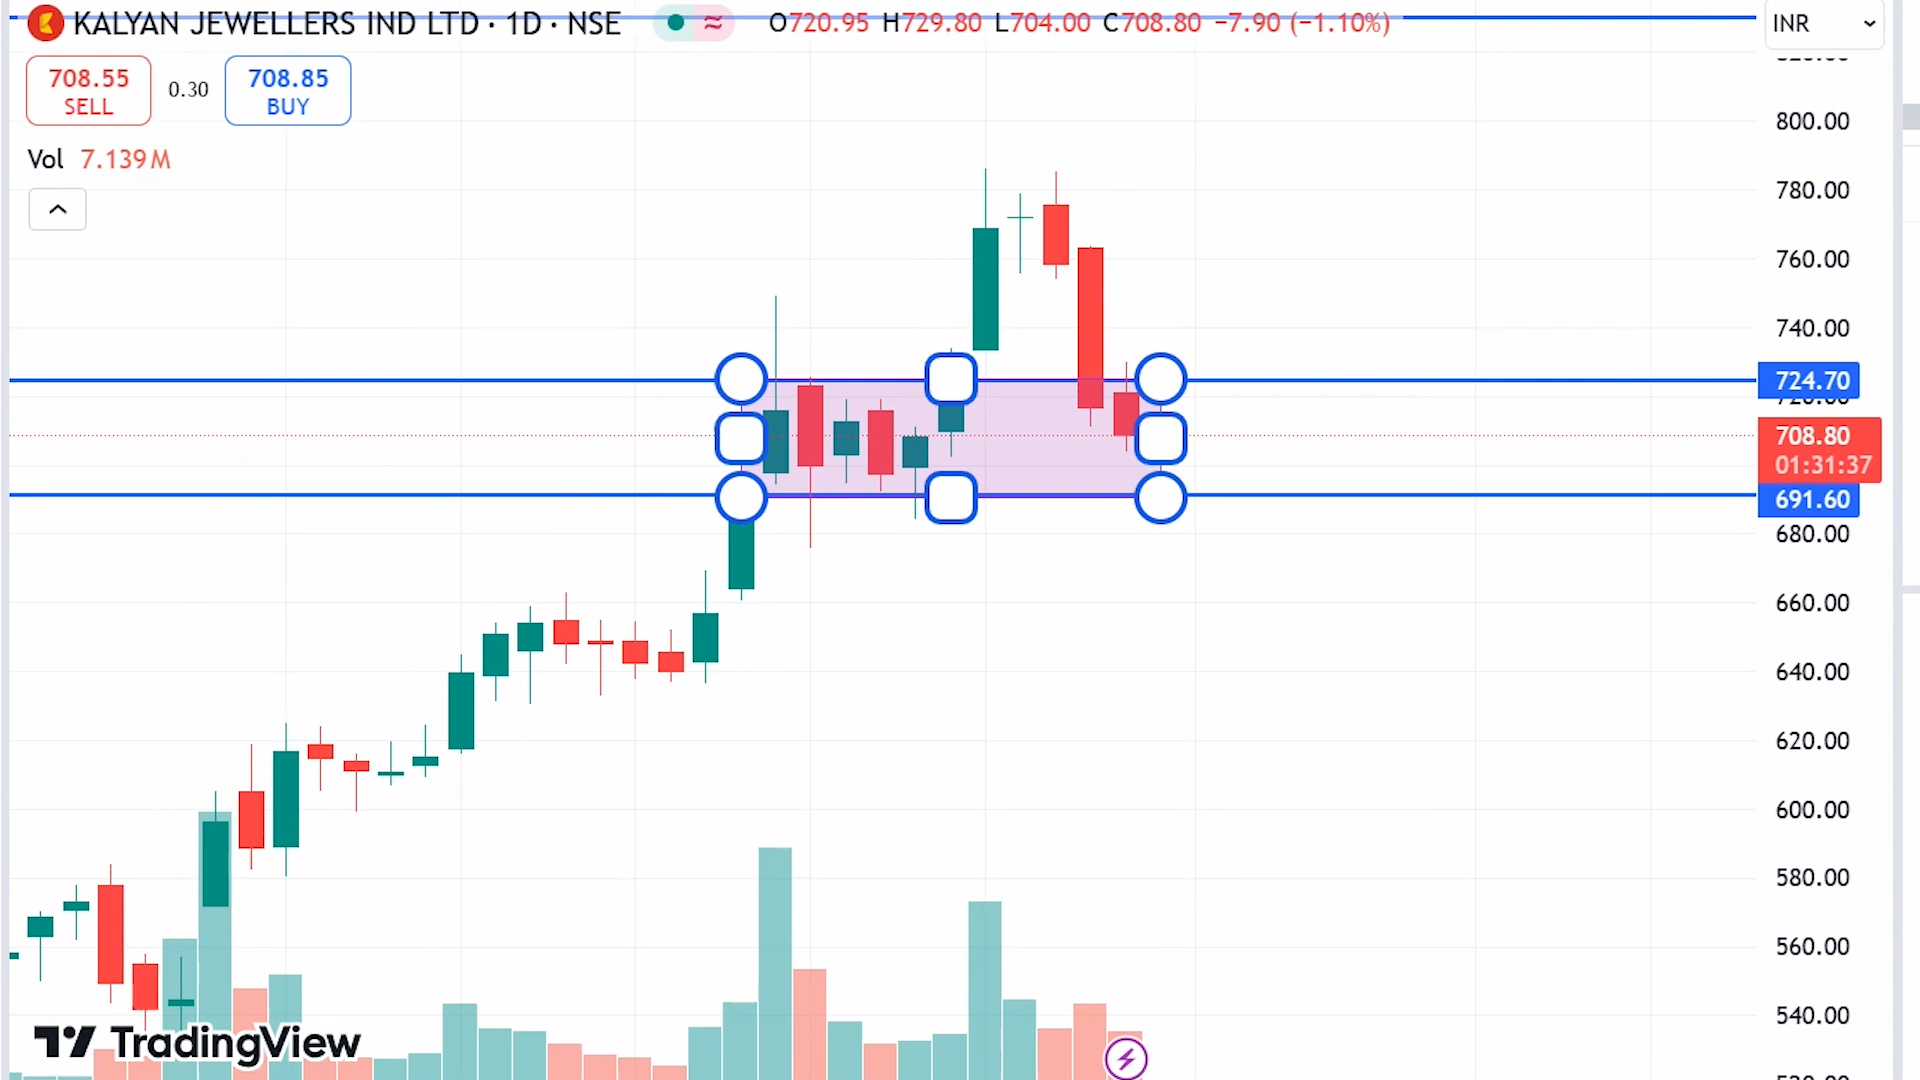 KALYAN JEWELLERS IND LTD · 1D · NSE
O720.95 H729.80 L704.00 C708.80 −7.90 (−1.10%)
INR
708.55
SELL
0.30
708.85
BUY
Vol 7.139 M
800.00
780.00
760.00
740.00
724.70
720.00
708.80
01:31:37
691.60
680.00
660.00
640.00
620.00
600.00
580.00
560.00
540.00
TradingView